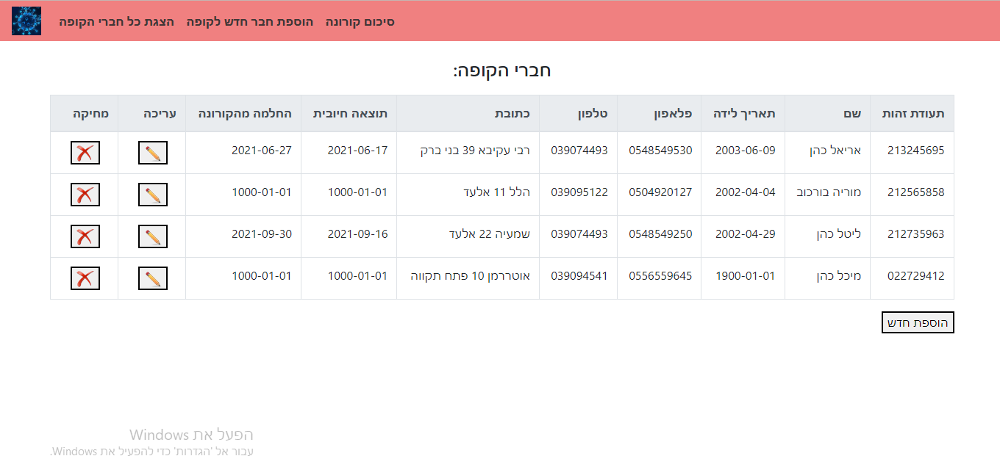 סיכום קורונה הוספת חבר חדש לקופה הצגת כל חברי הקופה
חברי הקופה:
תעודת זהות שם תאריך לידה פלאפון טלפון כתובת תוצאה חיובית החלמה מהקורונה עריכה מחיקה
213245695 אריאל כהן 2003-06-09 0548549530 039074493 רבי עקיבא 39 בני ברק 2021-06-17 2021-06-27
212565858 מוריה בורכוב 2002-04-04 0504920127 039095122 הלל 11 אלעד 1000-01-01 1000-01-01
212735963 ליטל כהן 2002-04-29 0548549250 039074493 שמעיה 22 אלעד 2021-09-16 2021-09-30
022729412 מיכל כהן 1900-01-01 0556559645 039094541 אוטררמן 10 פתח תקווה 1000-01-01 1000-01-01
הוספת חדש
הפעל את Windows
עבור אל 'הגדרות' כדי להפעיל את Windows.